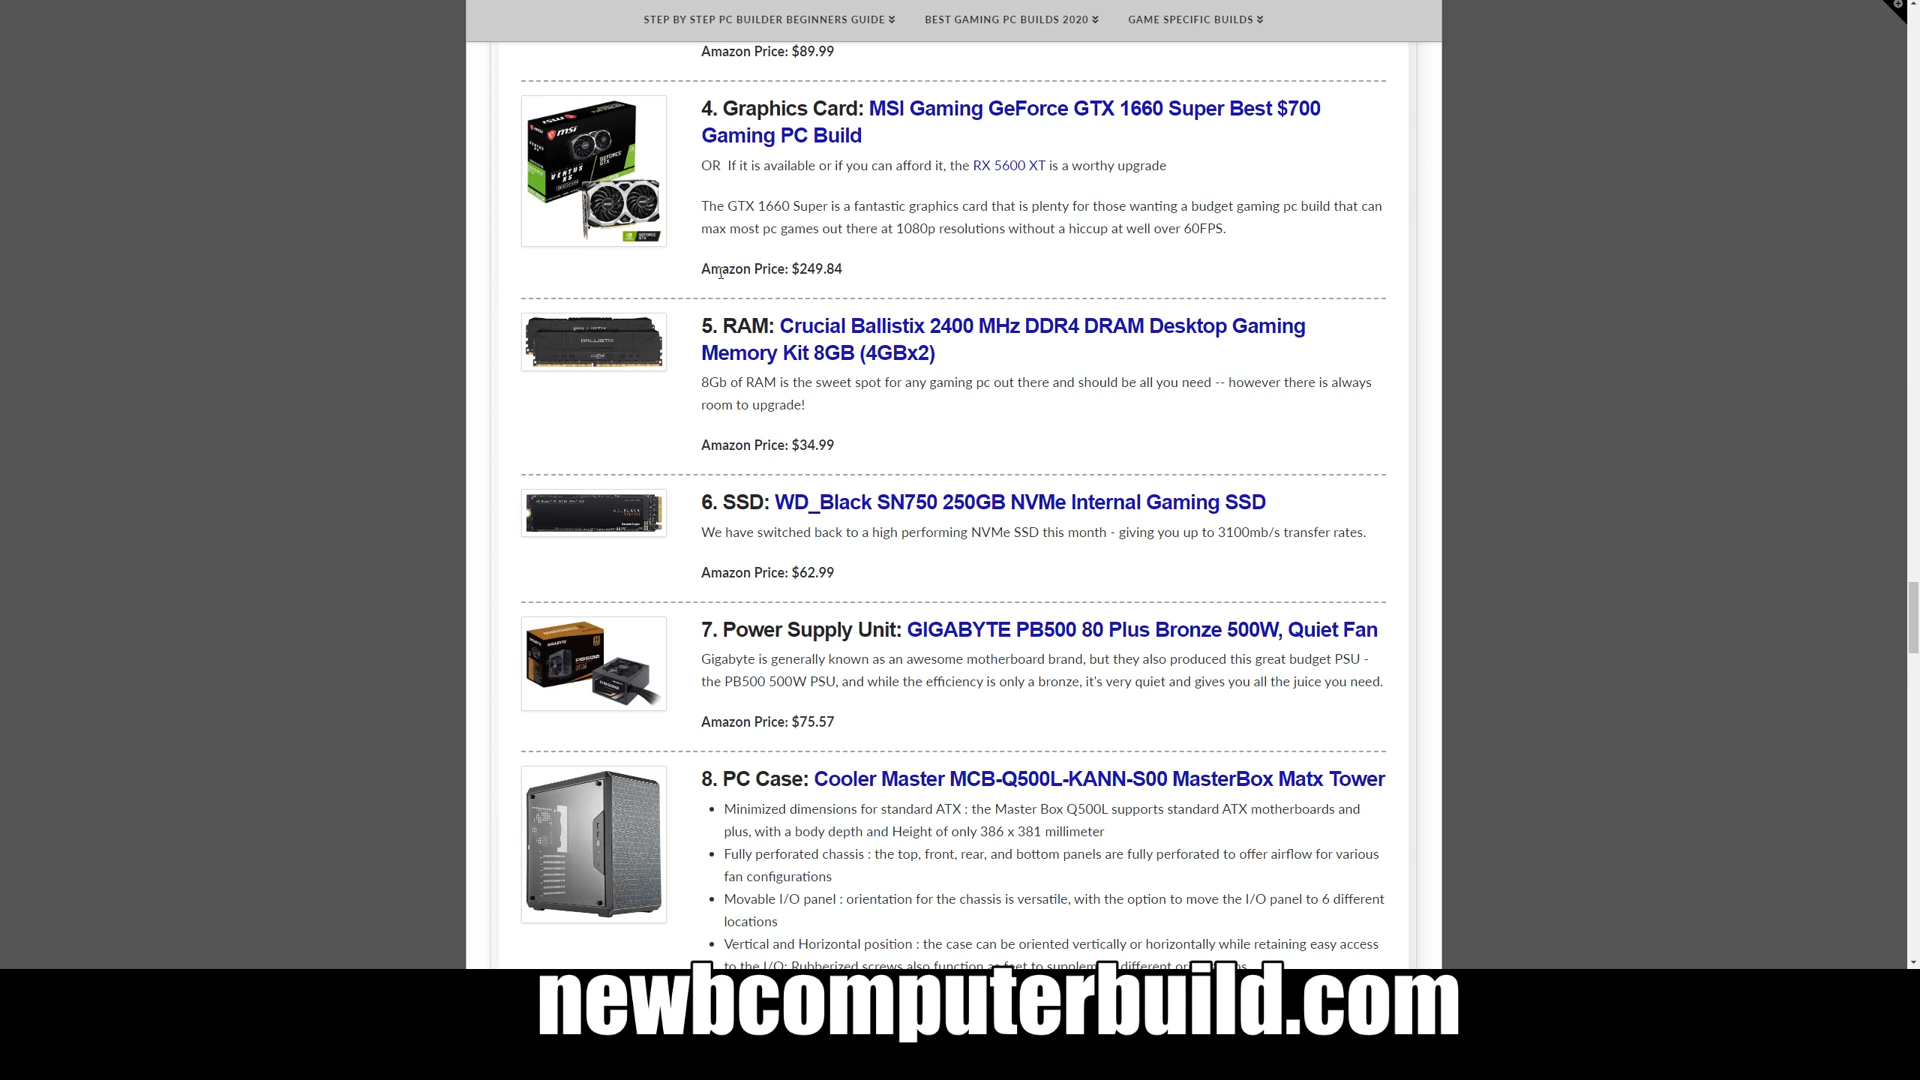 STEP BY STEP PC BUILDER BEGINNERS GUIDE BEST GAMING PC BUILDS 2020 GAME SPECIFIC BUILDS
Amazon Price: $89.99
4. Graphics Card: MSI Gaming GeForce GTX 1660 Super Best $700
Gaming PC Build
OR If it is available or if you can afford it, the RX 5600 XT is a worthy upgrade
The GTX 1660 Super is a fantastic graphics card that is plenty for those wanting a budget gaming pc build that can
max most pc games out there at 1080p resolutions without a hiccup at well over 60FPS.
Amazon Price: $249.84
5. RAM: Crucial Ballistix 2400 MHz DDR4 DRAM Desktop Gaming
Memory Kit 8GB (4GBx2)
8Gb of RAM is the sweet spot for any gaming pc out there and should be all you need -- however there is always
room to upgrade!
Amazon Price: $34.99
6. SSD: WD_Black SN750 250GB NVMe Internal Gaming SSD
We have switched back to a high performing NVMe SSD this month - giving you up to 3100mb/s transfer rates.
Amazon Price: $62.99
7. Power Supply Unit: GIGABYTE PB500 80 Plus Bronze 500W, Quiet Fan
Gigabyte is generally known as an awesome motherboard brand, but they also produced this great budget PSU -
the PB500 500W PSU, and while the efficiency is only a bronze, it's very quiet and gives you all the juice you need.
Amazon Price: $75.57
8. PC Case: Cooler Master MCB-Q500L-KANN-S00 MasterBox Matx Tower
• Minimized dimensions for standard ATX : the Master Box Q500L supports standard ATX motherboards and
plus, with a body depth and Height of only 386 x 381 millimeter
• Fully perforated chassis : the top, front, rear, and bottom panels are fully perforated to offer airflow for various
fan configurations
• Movable I/O panel : orientation for the chassis is versatile, with the option to move the I/O panel to 6 different
locations
• Vertical and Horizontal position : the case can be oriented vertically or horizontally while retaining easy access
to the I/O; Rubberized screws also function feet to different
newbcomputerbuild.com